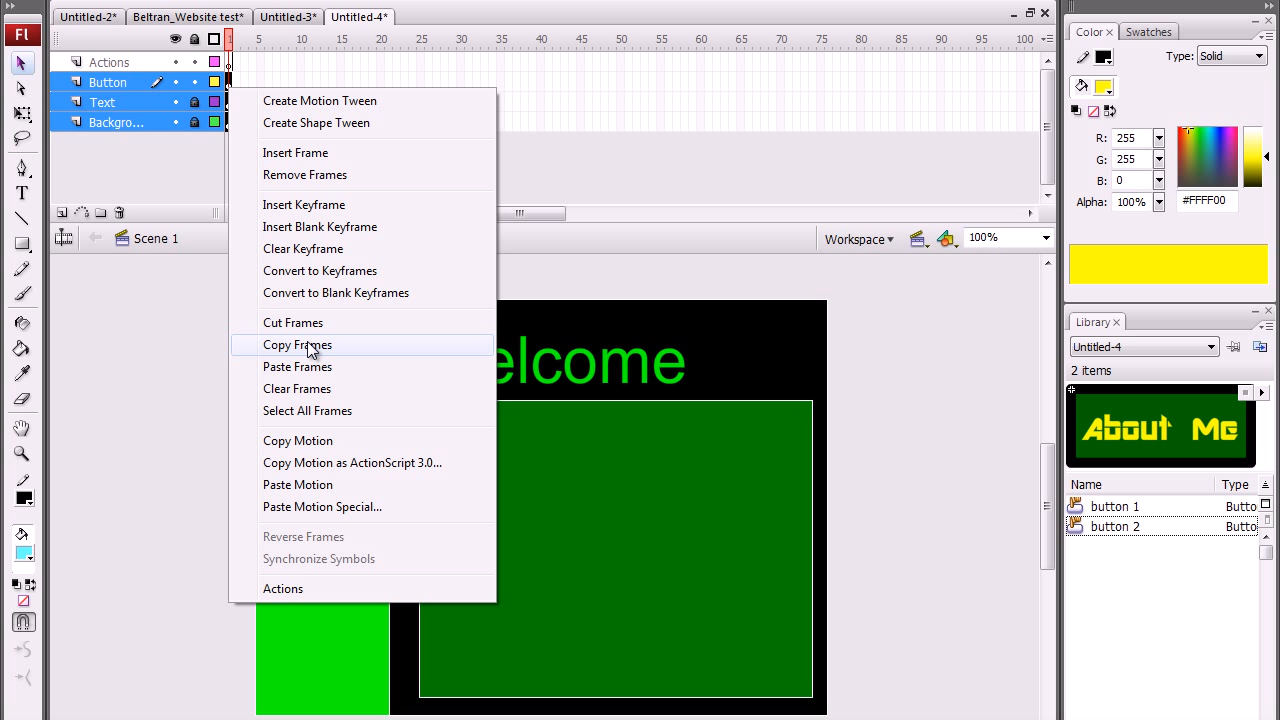 Untitled-2* Beltran_Website test* Untitled-3* Untitled-4*
Fl
1 5 10 15 20 25 30 35 40 45 50 55 60 65 70 75 80 85 90 95 100
Actions
Button
Text
Backgro...
Create Motion Tween
Create Shape Tween
Insert Frame
Remove Frames
Insert Keyframe
Insert Blank Keyframe
Clear Keyframe
Convert to Keyframes
Convert to Blank Keyframes
Cut Frames
Copy Frames
Paste Frames
Clear Frames
Select All Frames
Copy Motion
Copy Motion as ActionScript 3.0...
Paste Motion
Paste Motion Special...
Reverse Frames
Synchronize Symbols
Actions
Scene 1
Workspace
100%
elcome
Color Swatches
Type: Solid
R: 255
G: 255
B: 0
Alpha: 100% #FFFF00
Library
Untitled-4
2 items
About Me
Name Type
button 1 Butto
button 2 Butto